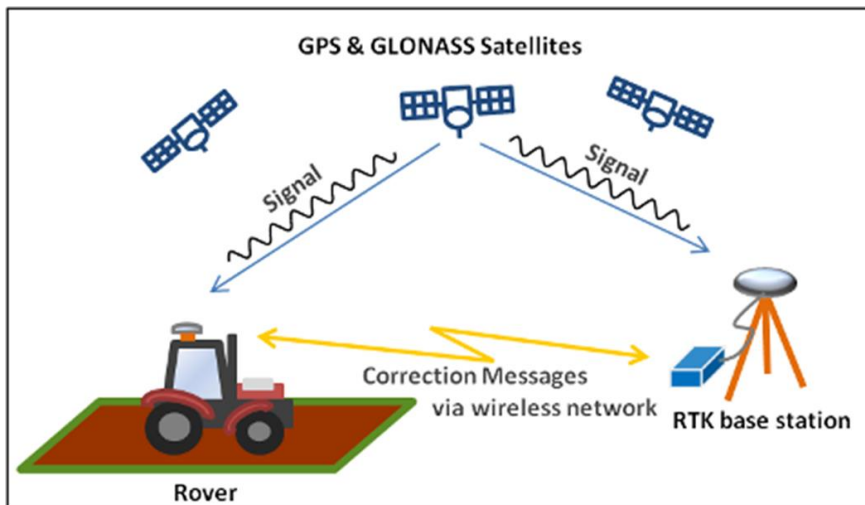 GPS & GLONASS Satellites
Signal
Signal
Correction Messages
via wireless network
RTK base station
Rover